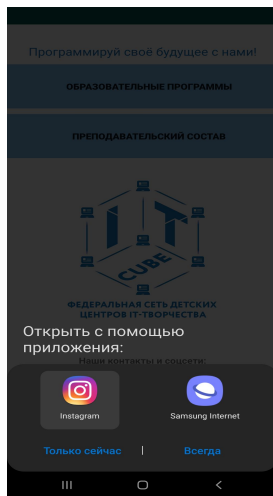 Программируй своё будущее с нами!
ОБРАЗОВАТЕЛЬНЫЕ ПРОГРАММЫ
ПРЕПОДАВАТЕЛЬСКИЙ СОСТАВ
IT
CUBE
ФЕДЕРАЛЬНАЯ СЕТЬ ДЕТСКИХ
ЦЕНТРОВ IT-ТВОРЧЕСТВА
Открыть с помощью
приложения:
Наши контакты и соцсети:
Instagram
Samsung Internet
Только сейчас
Всегда